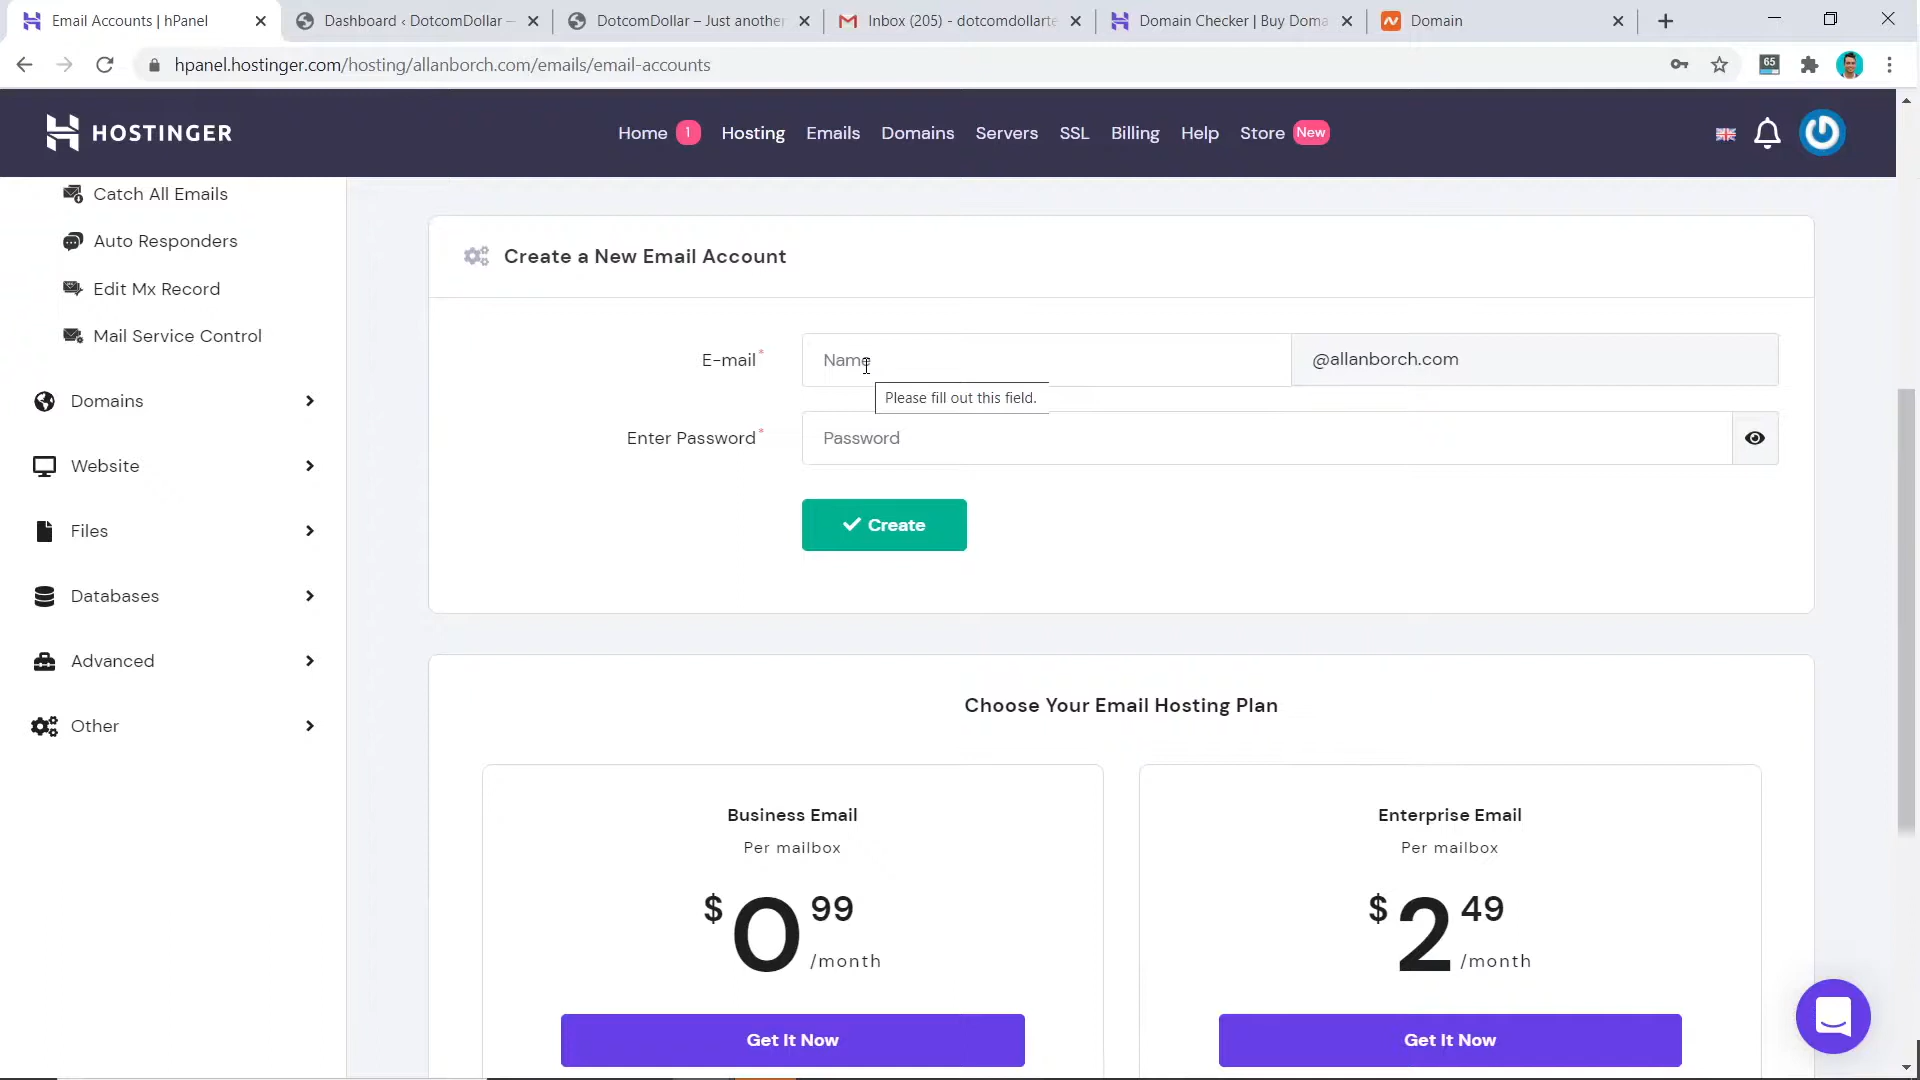 Email Accounts | hPanel
Dashboard ‹ DotcomDollar —
DotcomDollar – Just another
Inbox (205) - dotcomdollarte
Domain Checker | Buy Doma
Domain
hpanel.hostinger.com/hosting/allanborch.com/emails/email-accounts
65
HOSTINGER
Home 1 Hosting Emails Domains Servers SSL Billing Help Store New
Catch All Emails
Auto Responders
Edit Mx Record
Mail Service Control
Domains
Website
Files
Databases
Advanced
Other
Create a New Email Account
E-mail*
Name
@allanborch.com
Please fill out this field.
Enter Password*
Password
Create
Choose Your Email Hosting Plan
Business Email
Per mailbox
$0 99
/month
Get It Now
Enterprise Email
Per mailbox
$2 49
/month
Get It Now